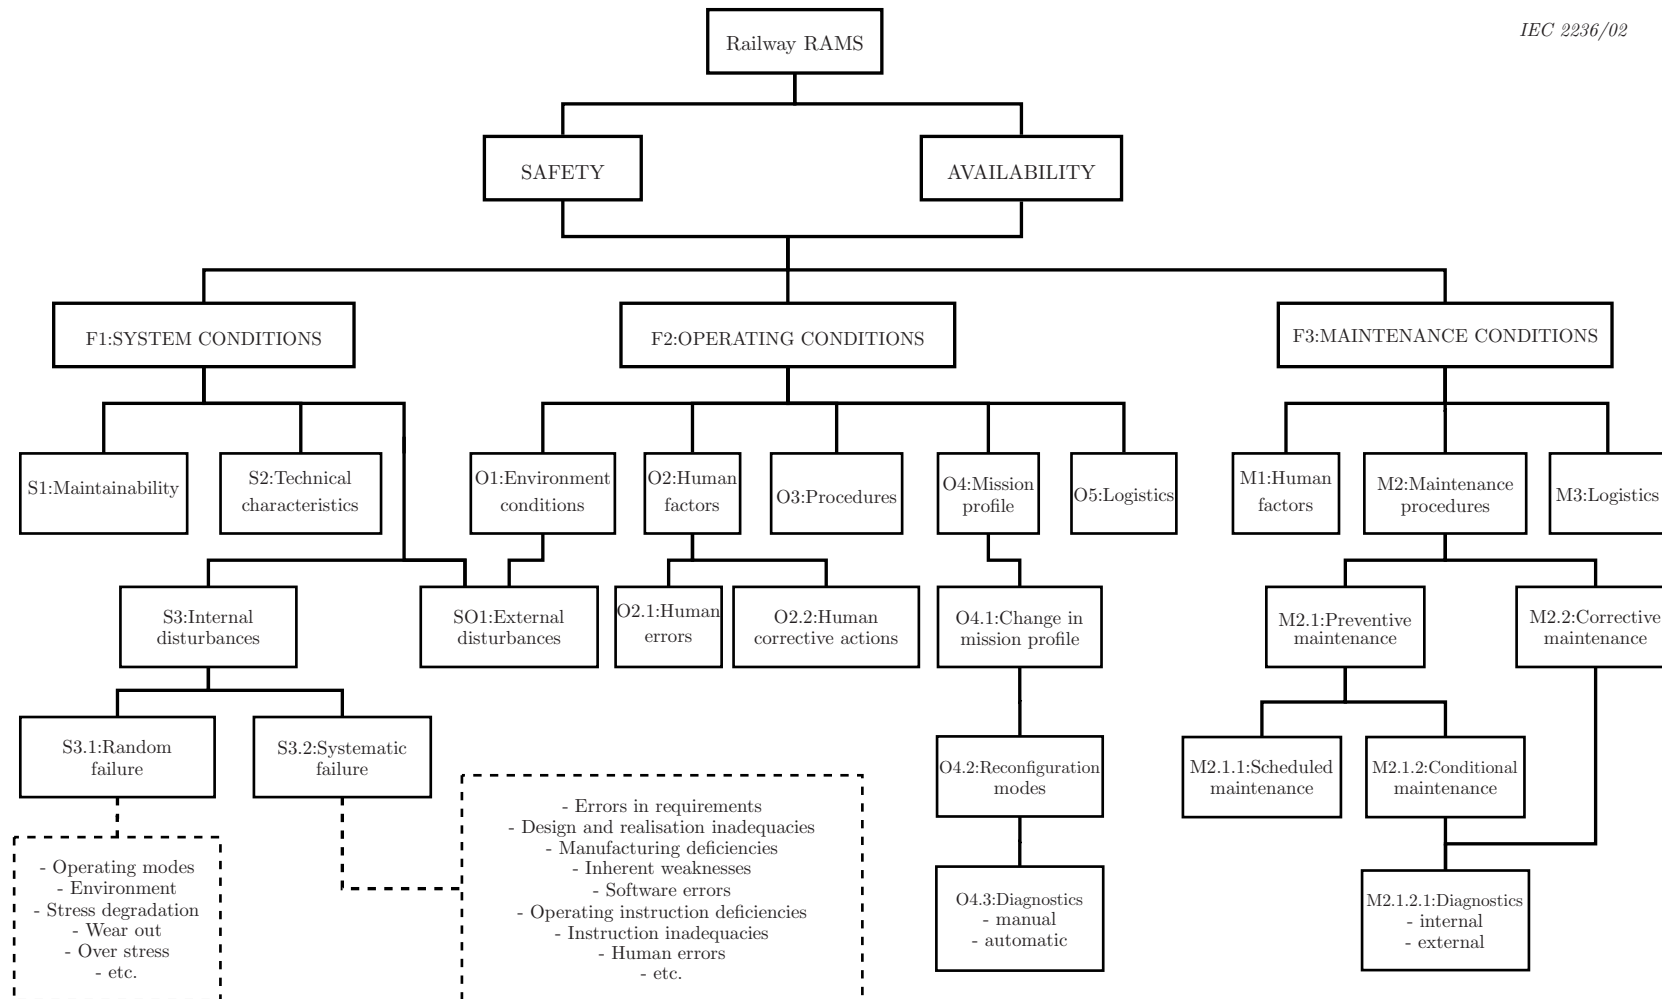 Railway RAMS
IEC 2236/02
SAFETY
AVAILABILITY
F1:SYSTEM CONDITIONS
F2:OPERATING CONDITIONS
F3:MAINTENANCE CONDITIONS
S1:Maintainability
S2:Technical
characteristics
O1:Environment
conditions
O2:Human
factors
O3:Procedures
O4:Mission
profile
O5:Logistics
M1:Human
factors
M2:Maintenance
procedures
M3:Logistics
S3:Internal
disturbances
SO1:External
disturbances
O2.1:Human
errors
O2.2:Human
corrective actions
O4.1:Change in
mission profile
M2.1:Preventive
maintenance
M2.2:Corrective
maintenance
S3.1:Random
failure
S3.2:Systematic
failure
O4.2:Reconfiguration
modes
M2.1.1:Scheduled
maintenance
M2.1.2:Conditional
maintenance
- Operating modes
- Environment
- Stress degradation
- Wear out
- Over stress
- etc.
- Errors in requirements
- Design and realisation inadequacies
- Manufacturing deficiencies
- Inherent weaknesses
- Software errors
- Operating instruction deficiencies
- Instruction inadequacies
- Human errors
- etc.
O4.3:Diagnostics
- manual
- automatic
M2.1.2.1:Diagnostics
- internal
- external